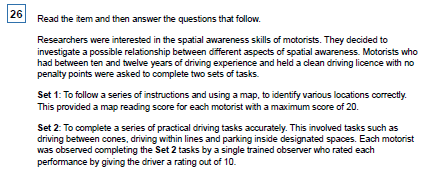 26
Read the item and then answer the questions that follow.
Researchers were interested in the spatial awareness skills of motorists. They decided to
investigate a possible relationship between different aspects of spatial awareness. Motorists who
had between ten and twelve years of driving experience and held a clean driving licence with no
penalty points were asked to complete two sets of tasks.
Set 1: To follow a series of instructions and using a map, to identify various locations correctly.
This provided a map reading score for each motorist with a maximum score of 20.
Set 2: To complete a series of practical driving tasks accurately. This involved tasks such as
driving between cones, driving within lines and parking inside designated spaces. Each motorist
was observed completing the Set 2 tasks by a single trained observer who rated each
performance by giving the driver a rating out of 10.